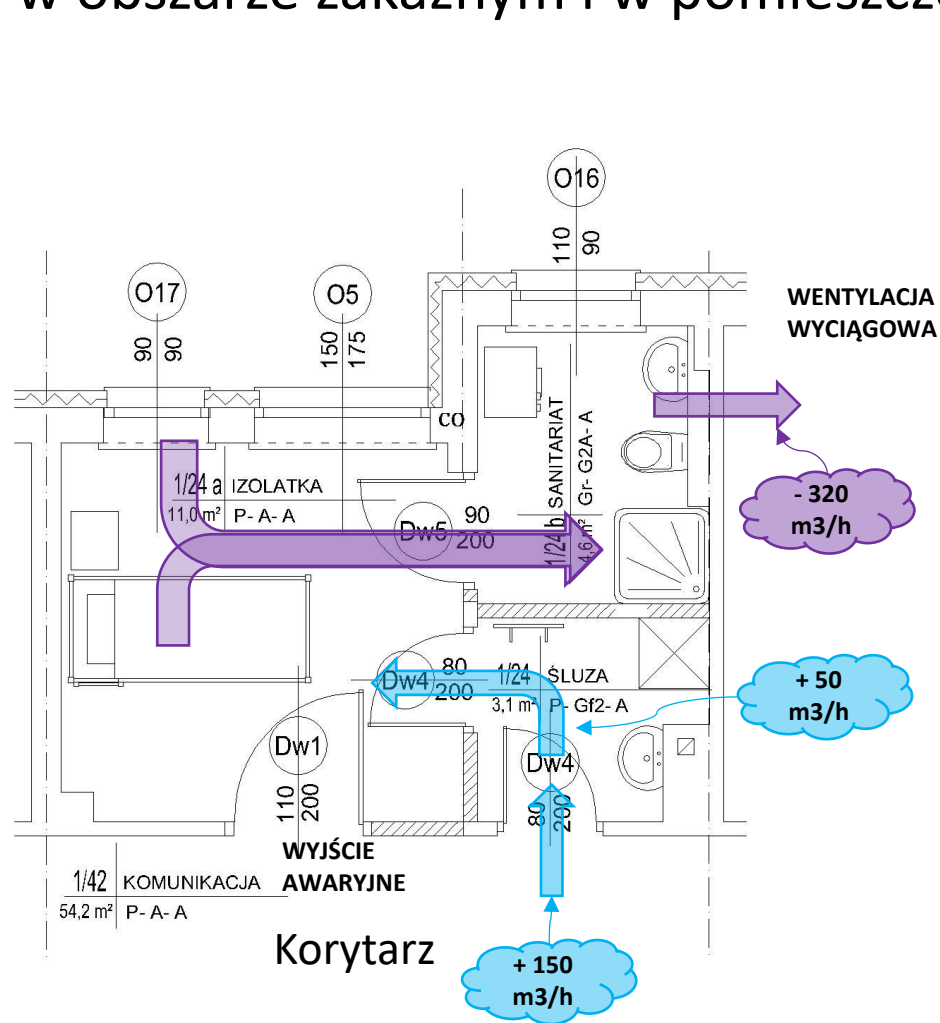 w obszarze zakaźnym i w pomieszcze
O16
110
90
O17
90
90
O5
150
175
WENTYLACJA
WYCIĄGOWA
co
1/24 a IZOLATKA
11,0 m² P- A- A
Dw5 90
200
1/24 b SANITARIAT
4,6 m² Gr- G2A- A
- 320
m3/h
Dw4 80
200
1/24 ŚLUZA
3,1 m² P- Gf2- A
+ 50
m3/h
Dw1
110
200
Dw4
80
200
WYJŚCIE
AWARYJNE
1/42 KOMUNIKACJA
54,2 m² P- A- A
Korytarz
+ 150
m3/h